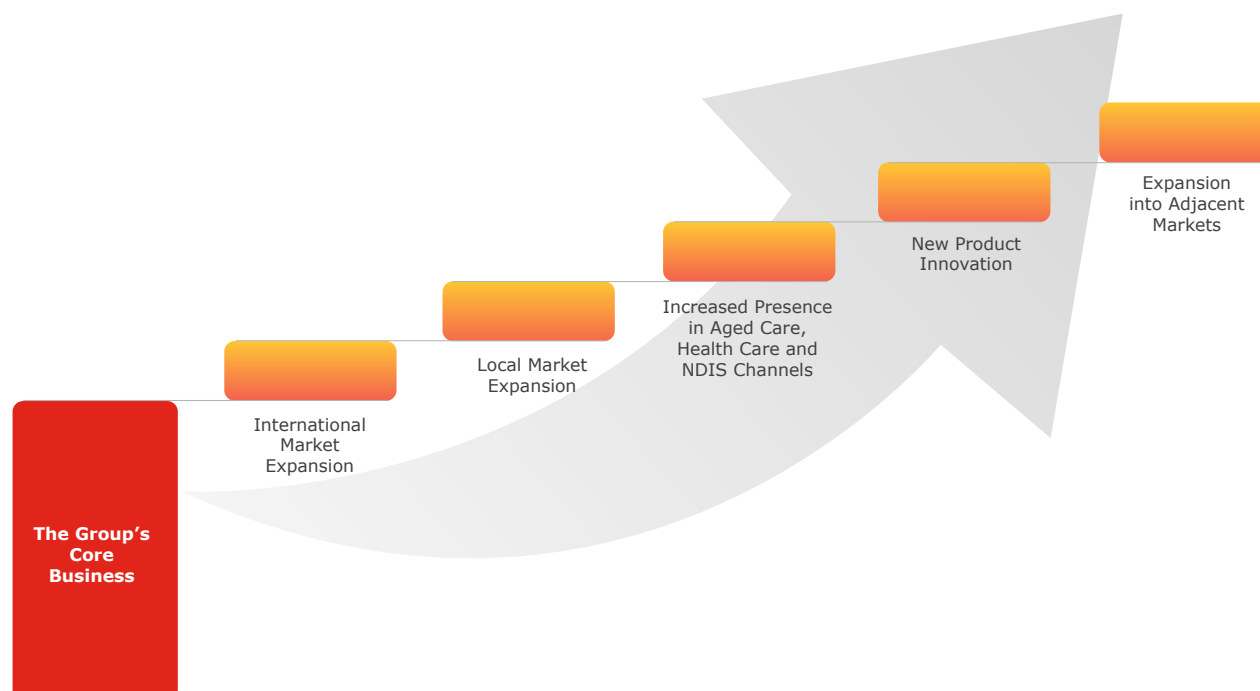 The Group’s
Core
Business
International
Market
Expansion
Local Market
Expansion
Increased Presence
in Aged Care,
Health Care and
NDIS Channels
New Product
Innovation
Expansion
into Adjacent
Markets